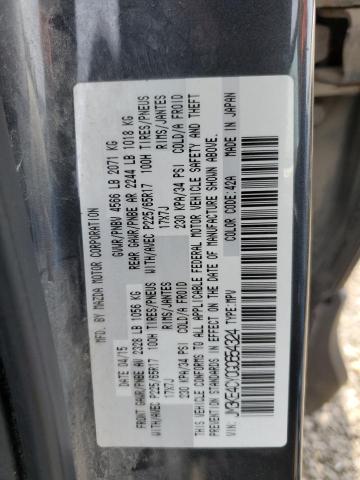 MFD. BY MAZDA MOTOR CORPORATION
04/15 GVWR/PNBV 4566 LB 2071 KG
FRONT GAWR/PNBE AV 2328 LB 1056 KG REAR GAWR/PNBE AR 2244 LB 1018 KG
WITH/AVEC P225/65R17 100H TIRES/PNEUS WITH/AVEC P225/65R17 100H TIRES/PNEUS
17X7J RIMS/JANTES 17X7J RIMS/JANTES
230 KPA/34 PSI COLD/A FROID 230 KPA/34 PSI COLD/A FROID
THIS VEHICLE CONFORMS TO ALL APPLICABLE FEDERAL MOTOR VEHICLE SAFETY AND THEFT
PREVENTION STANDARDS IN EFFECT ON THE DATE OF MANUFACTURE SHOWN ABOVE.
VIN: TYPE:MPV COLOR CODE:42A MADE IN JAPAN